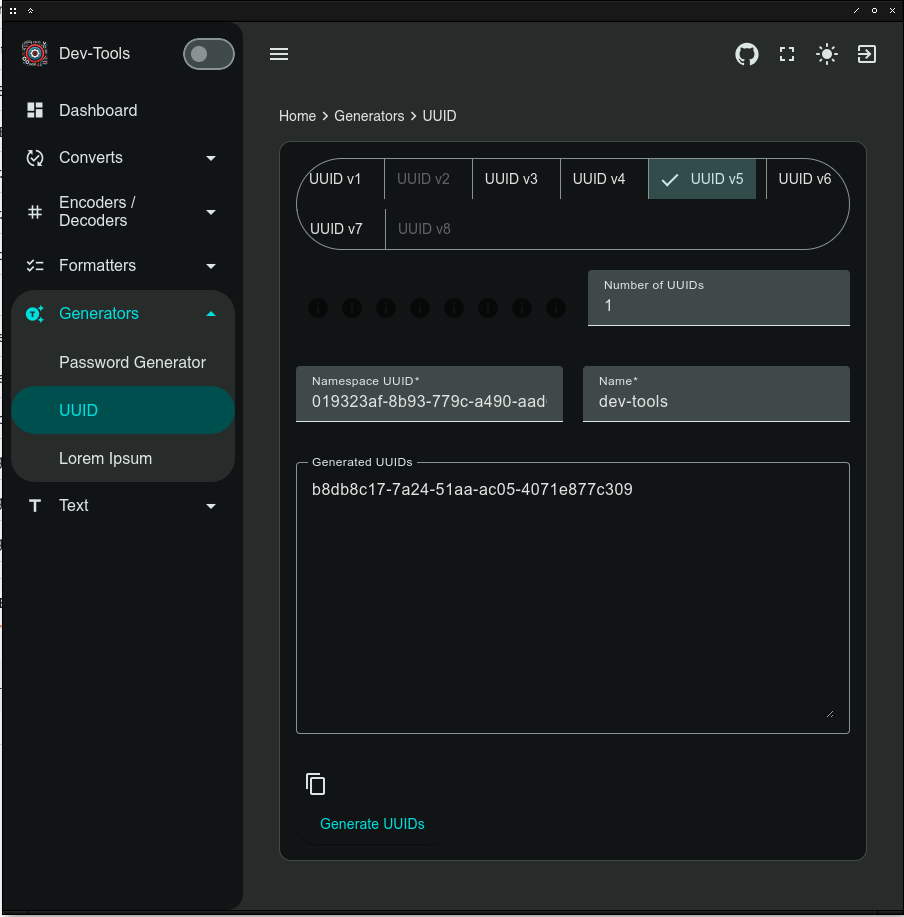 Dev-Tools
Dashboard
Converts
Encoders /
Decoders
Formatters
Generators
Password Generator
UUID
Lorem Ipsum
Text
Home > Generators > UUID
UUID v1
UUID v2
UUID v3
UUID v4
UUID v5
UUID v6
UUID v7
UUID v8
Number of UUIDs
1
Namespace UUID*
019323af-8b93-779c-a490-aad
Name*
dev-tools
Generated UUIDs
b8db8c17-7a24-51aa-ac05-4071e877c309
Generate UUIDs